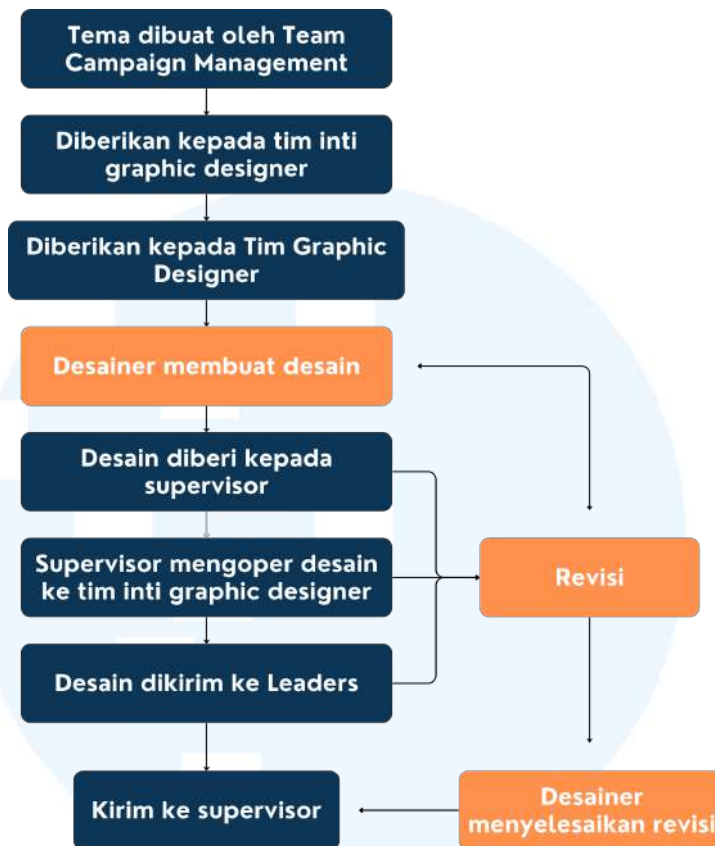 Tema dibuat oleh Team
Campaign Management
Diberikan kepada tim inti
graphic designer
Diberikan kepada Tim Graphic
Designer
Desainer membuat desain
Desain diberi kepada
supervisor
Supervisor mengoper desain
ke tim inti graphic designer
Revisi
Desain dikirim ke Leaders
Kirim ke supervisor
Desainer
menyelesaikan revisi